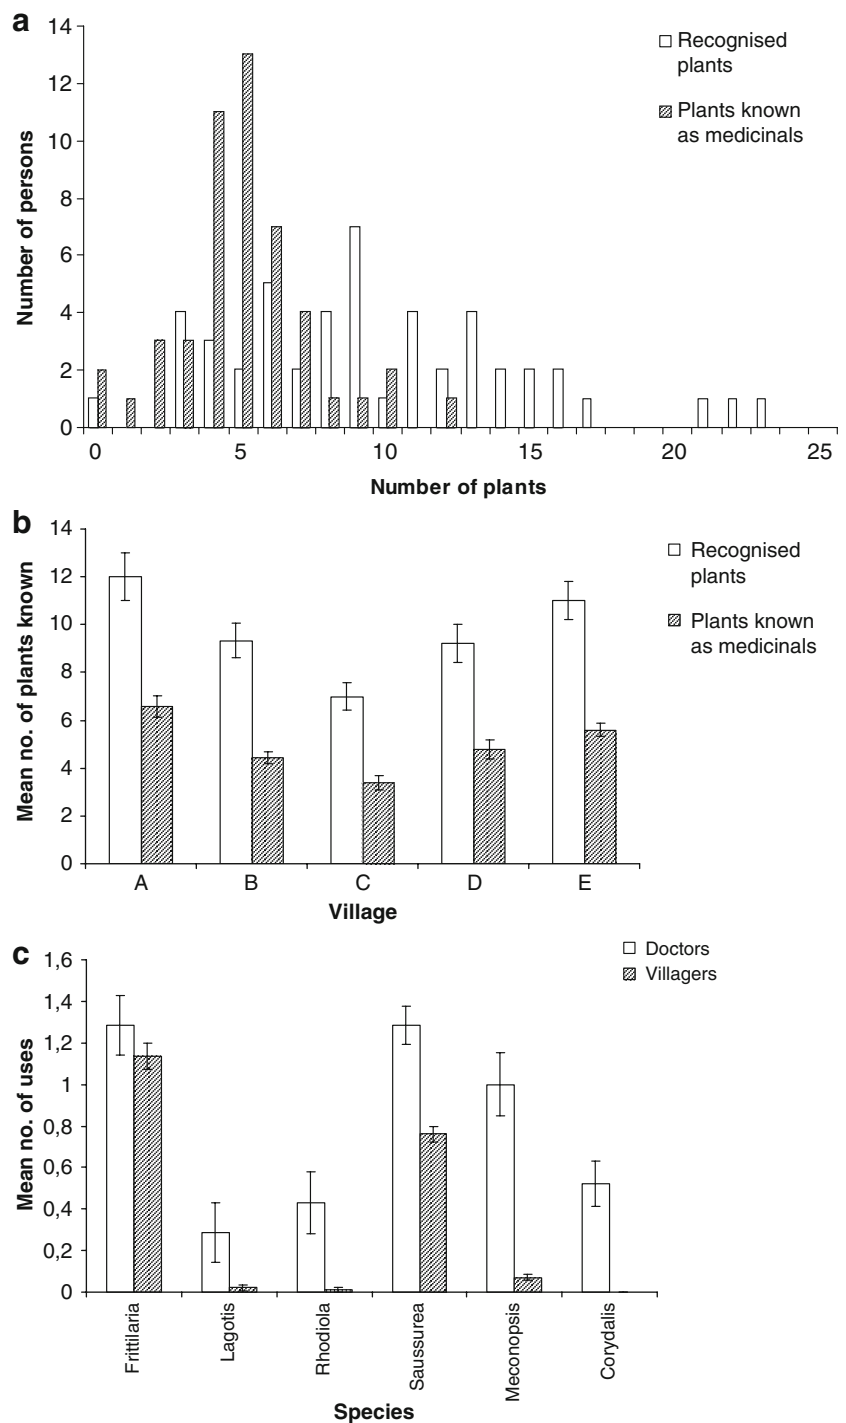 a
14
12
10
8
6
4
2
0
Number of persons
Recognised
plants
Plants known
as medicinals
0 5 10 15 20 25
Number of plants
b
14
12
10
8
6
4
2
0
Mean no. of plants known
Recognised
plants
Plants known
as medicinals
A B C D E
Village
c
1,6
1,4
1,2
1
0,8
0,6
0,4
0,2
0
Mean no. of uses
Doctors
Villagers
Frittilaria
Lagotis
Rhodiola
Saussurea
Meconopsis
Corydalis
Species